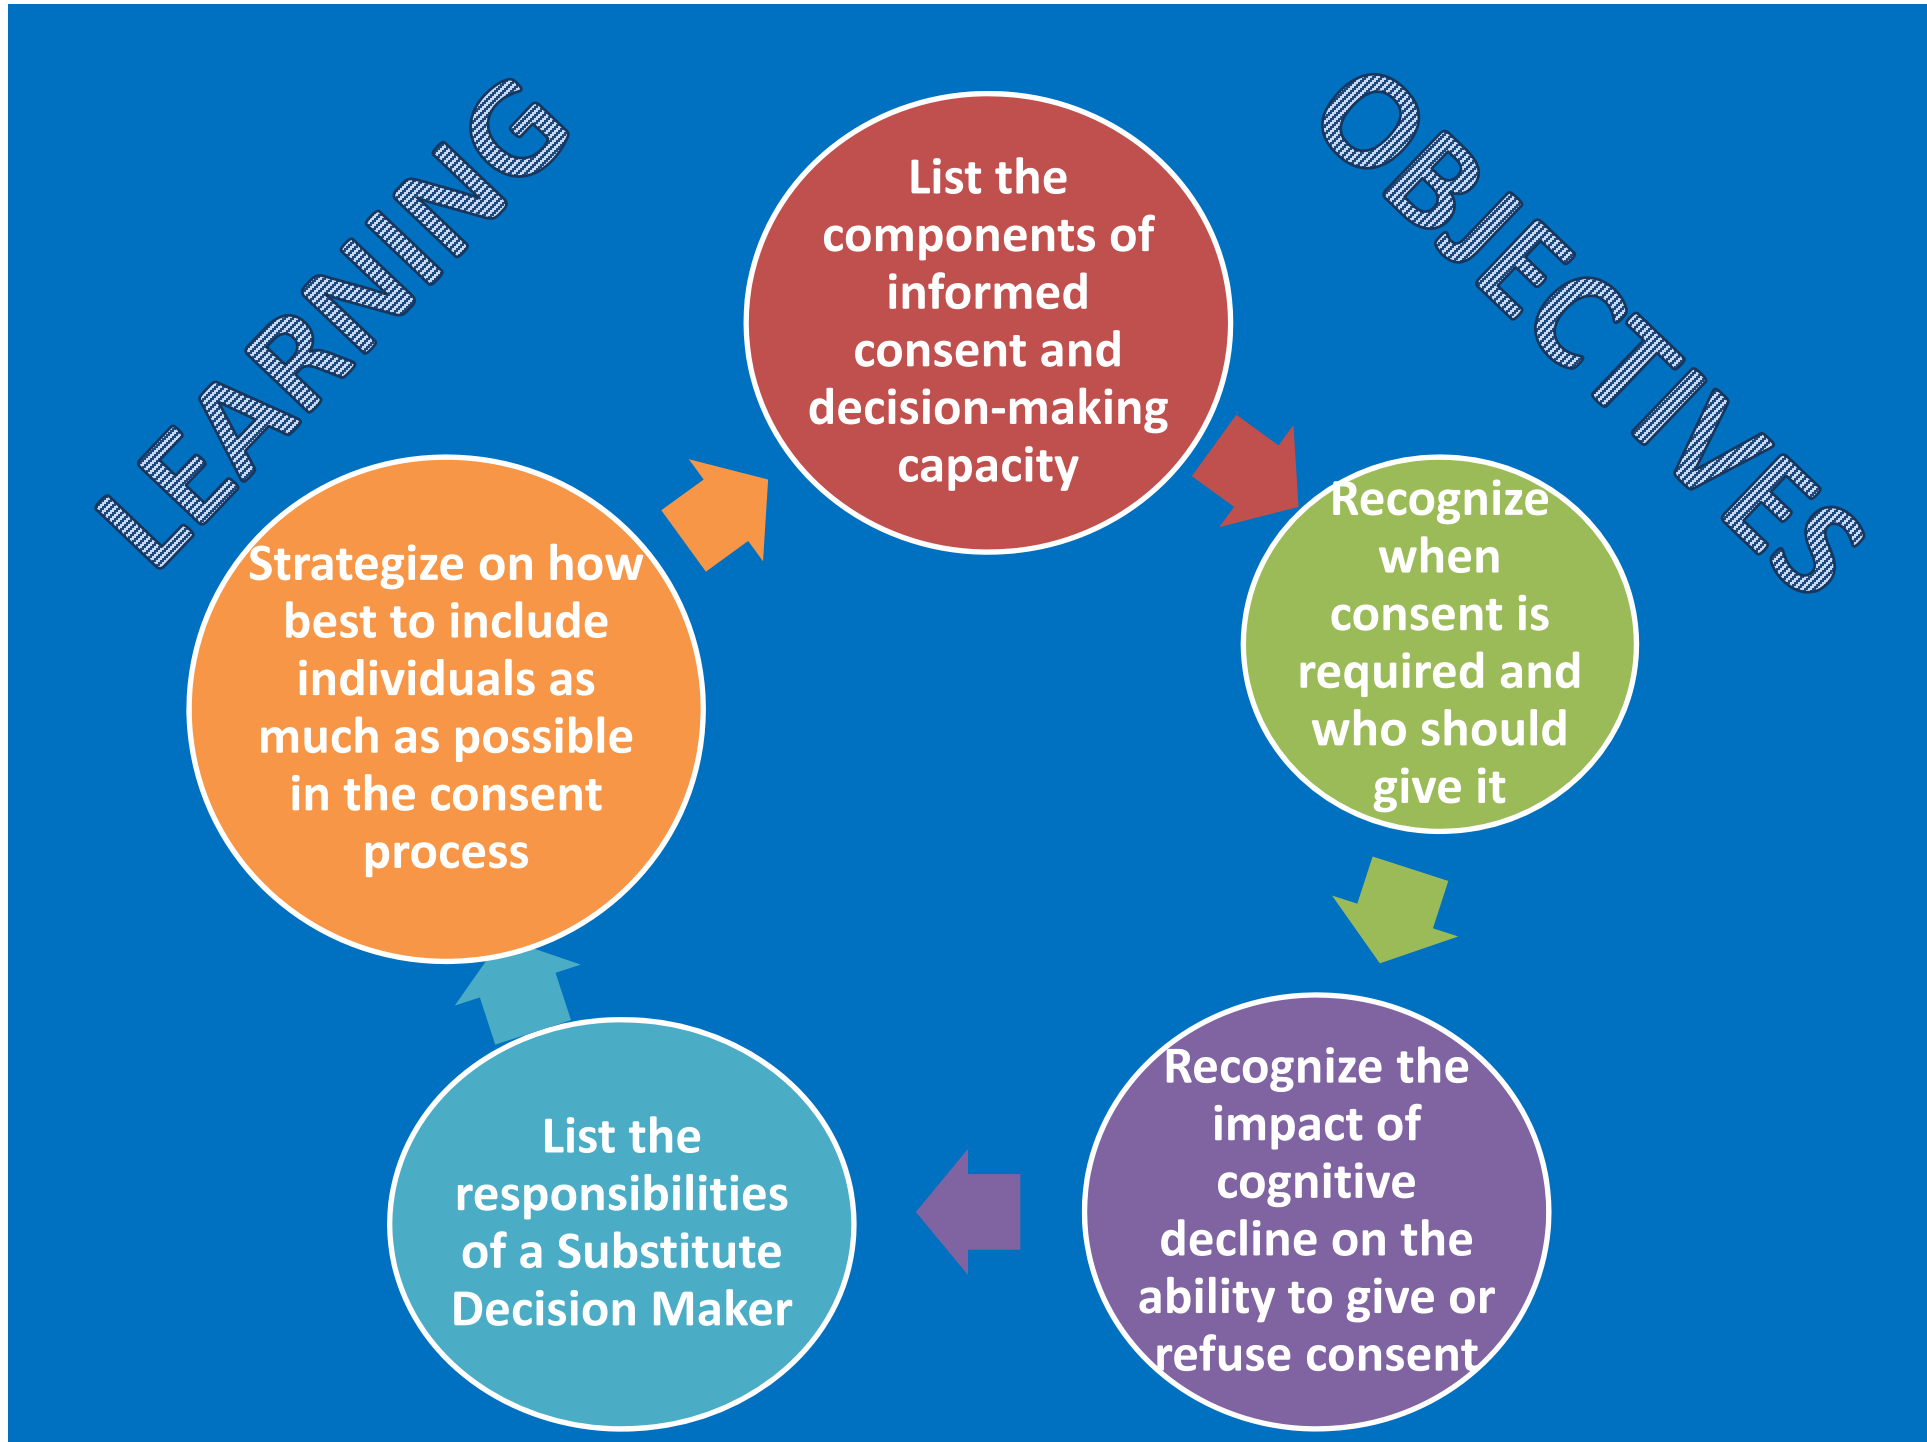 LEARNING
OBJECTIVES
List the
components of
informed
consent and
decision-making
capacity
Recognize
when
consent is
required and
who should
give it
Recognize the
impact of
cognitive
decline on the
ability to give or
refuse consent
List the
responsibilities
of a Substitute
Decision Maker
Strategize on how
best to include
individuals as
much as possible
in the consent
process